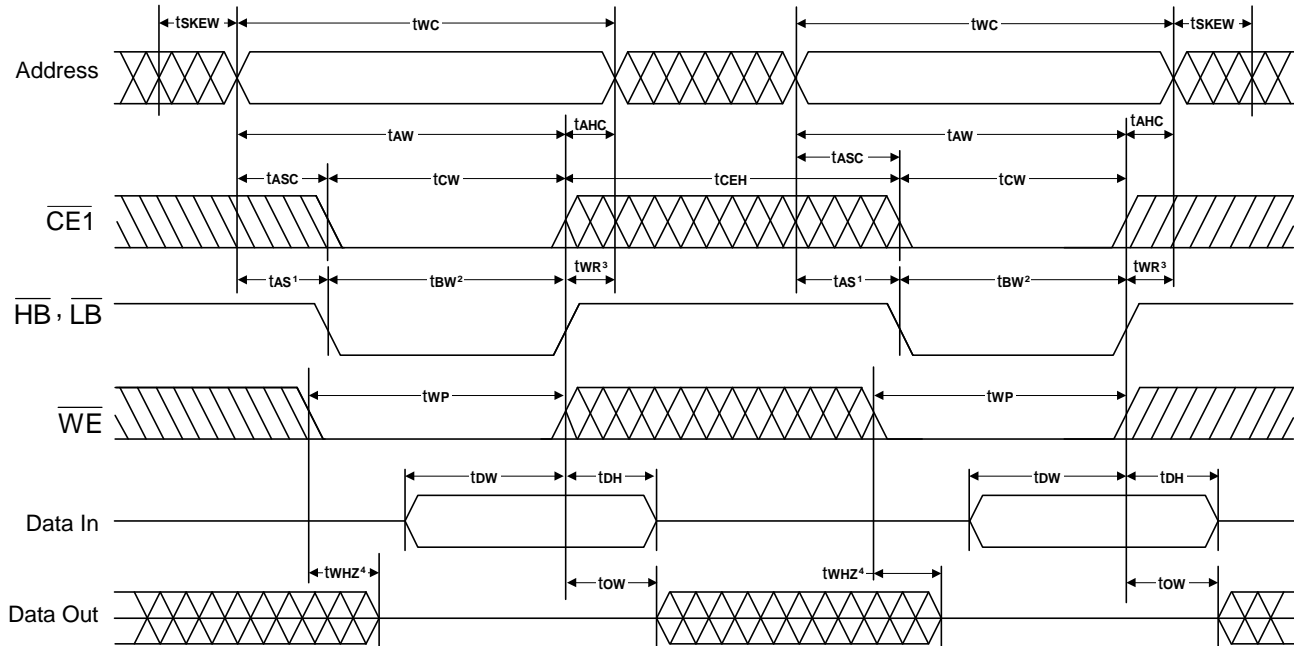 tSKEW tWC tWC tSKEW
Address
tAW tAHC tAW tAHC
tASC tASC
tCW tCEH tCW
CE1
tAS¹ tBW² tWR³ tAS¹ tBW² tWR³
HB , LB
tWP tWP
WE
tDW tDH tDW tDH
Data In
tWHZ⁴ tOW tWHZ⁴ tOW
Data Out